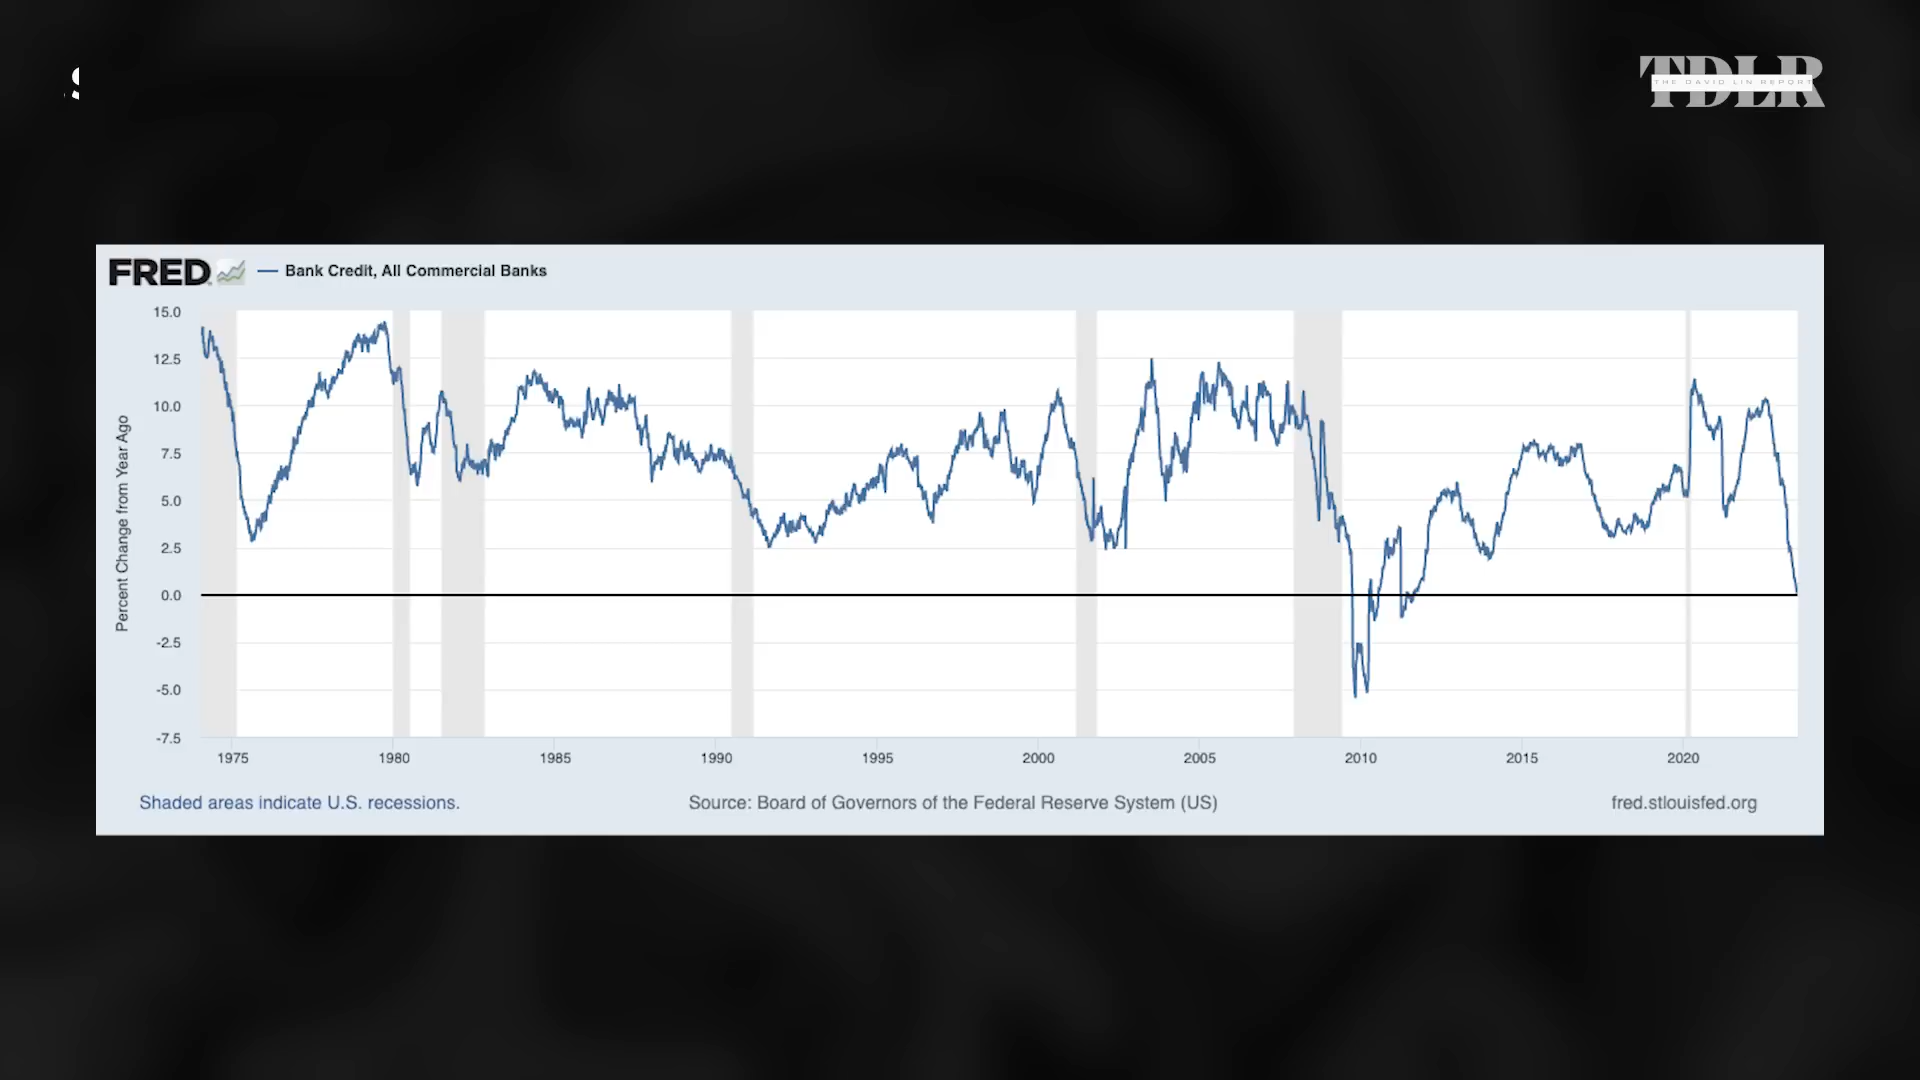 S
TDLR
THE DAVID LIN REPORT
FRED
Bank Credit, All Commercial Banks
Percent Change from Year Ago
15.0
12.5
10.0
7.5
5.0
2.5
0.0
-2.5
-5.0
-7.5
1975 1980 1985 1990 1995 2000 2005 2010 2015 2020
Shaded areas indicate U.S. recessions.
Source: Board of Governors of the Federal Reserve System (US)
fred.stlouisfed.org